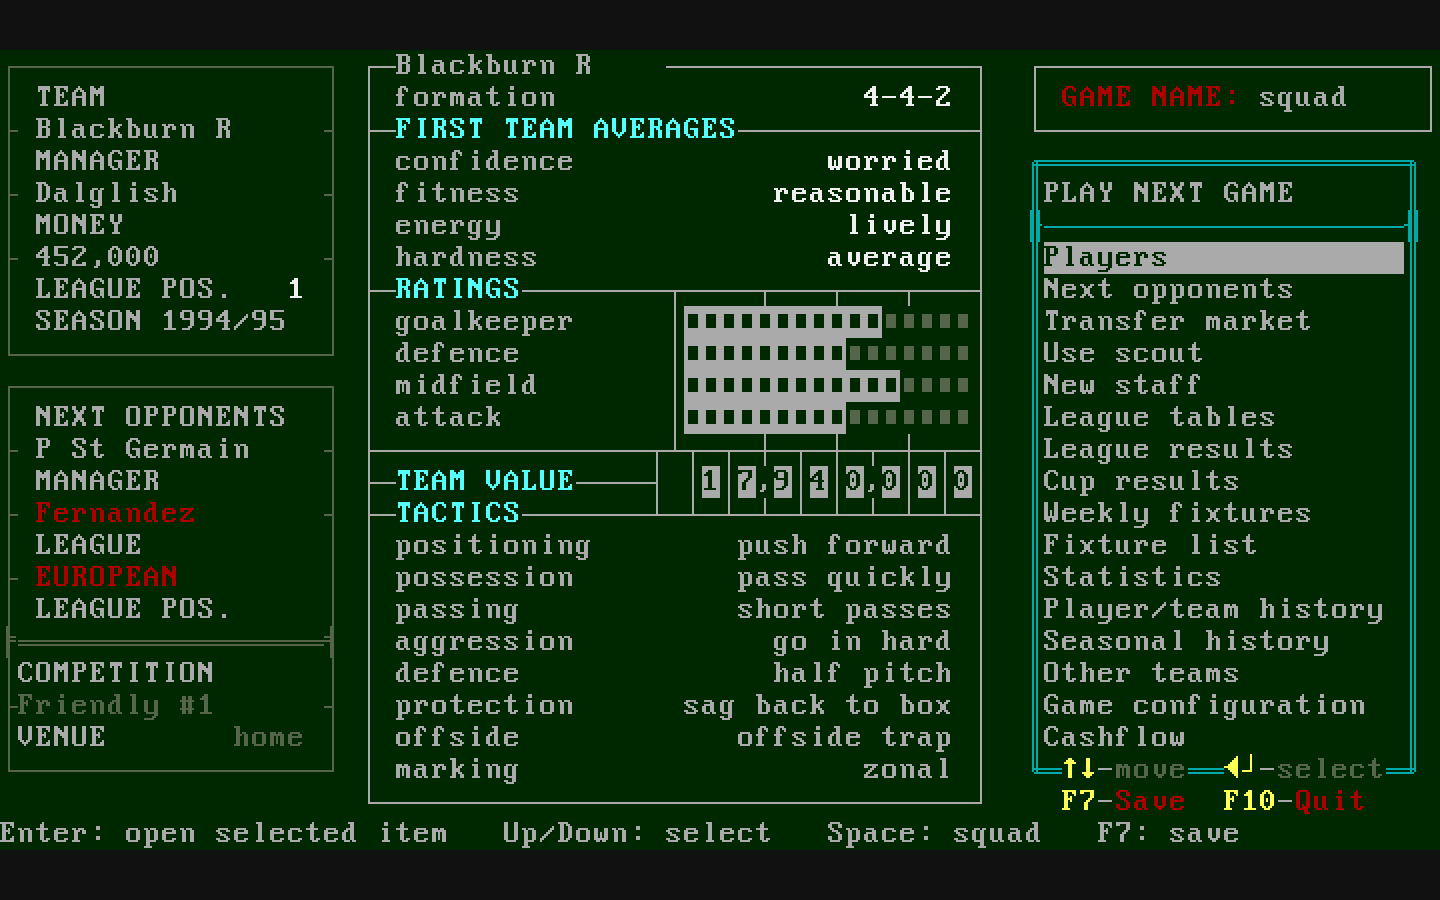 TEAM
Blackburn R
MANAGER
Dalglish
MONEY
452,000
LEAGUE POS. 1
SEASON 1994/95
NEXT OPPONENTS
P St Germain
MANAGER
Fernandez
LEAGUE
EUROPEAN
LEAGUE POS.
COMPETITION
Friendly #1
VENUE home
Blackburn R
formation 4-4-2
FIRST TEAM AVERAGES
confidence worried
fitness reasonable
energy lively
hardness average
RATINGS
goalkeeper
defence
midfield
attack
TEAM VALUE 17,940,000
TACTICS
positioning push forward
possession pass quickly
passing short passes
aggression go in hard
defence half pitch
protection sag back to box
offside offside trap
marking zonal
GAME NAME: squad
PLAY NEXT GAME
Players
Next opponents
Transfer market
Use scout
New staff
League tables
League results
Cup results
Weekly fixtures
Fixture list
Statistics
Player/team history
Seasonal history
Other teams
Game configuration
Cashflow
↑↓-move ◄┘-select
F7-Save F10-Quit
Enter: open selected item Up/Down: select Space: squad F7: save